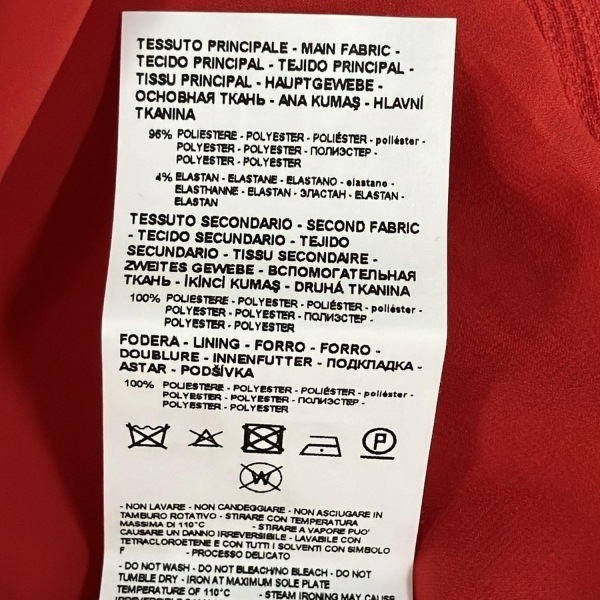 TESSUTO PRINCIPALE - MAIN FABRIC -
TECIDO PRINCIPAL - TEJIDO PRINCIPAL -
TISSU PRINCIPAL - HAUPTGEWEBE -
ОСНОВНАЯ ТКАНЬ - ANA KUMAŞ - HLAVNÍ
TKANINA
96% POLIESTERE - POLYESTER - POLIÉSTER - poliéster -
POLYESTER - POLYESTER - ПОЛИЭСТЕР -
POLYESTER - POLYESTER
4% ELASTAN - ELASTANE - ELASTANO - elastano -
ELASTHANNE - ELASTAN - ЭЛАСТАН - ELASTAN -
ELASTAN
TESSUTO SECONDARIO - SECOND FABRIC
- TECIDO SECUNDARIO - TEJIDO
SECUNDARIO - TISSU SECONDAIRE -
ZWEITES GEWEBE - ВСПОМОГАТЕЛЬНАЯ
ТКАНЬ - İKİNCİ KUMAŞ - DRUHÁ TKANINA
100% POLIESTERE - POLYESTER - POLIÉSTER - poliéster -
POLYESTER - POLYESTER - ПОЛИЭСТЕР -
POLYESTER - POLYESTER
FODERA - LINING - FORRO - FORRO -
DOUBLURE - INNENFUTTER - ПОДКЛАДКА -
ASTAR - PODŠÍVKA
100% POLIESTERE - POLYESTER - POLIÉSTER - poliéster -
POLYESTER - POLYESTER - ПОЛИЭСТЕР -
POLYESTER - POLYESTER
P
W
- NON LAVARE - NON CANDEGGIARE - NON ASCIUGARE IN
TAMBURO ROTATIVO - STIRARE CON TEMPERATURA
MASSIMA DI 110°C - STIRARE A VAPORE PUO'
CAUSARE UN DANNO IRREVERSIBILE - LAVABILE CON
TETRACLOROETENE E CON TUTTI I SOLVENTI CON SIMBOLO
F - PROCESSO DELICATO
- DO NOT WASH - DO NOT BLEACHING BLEACH - DO NOT
TUMBLE DRY - IRON AT MAXIMUM SOLE PLATE
TEMPERATURE OF 110°C - STEAM IRONING MAY CAUSE